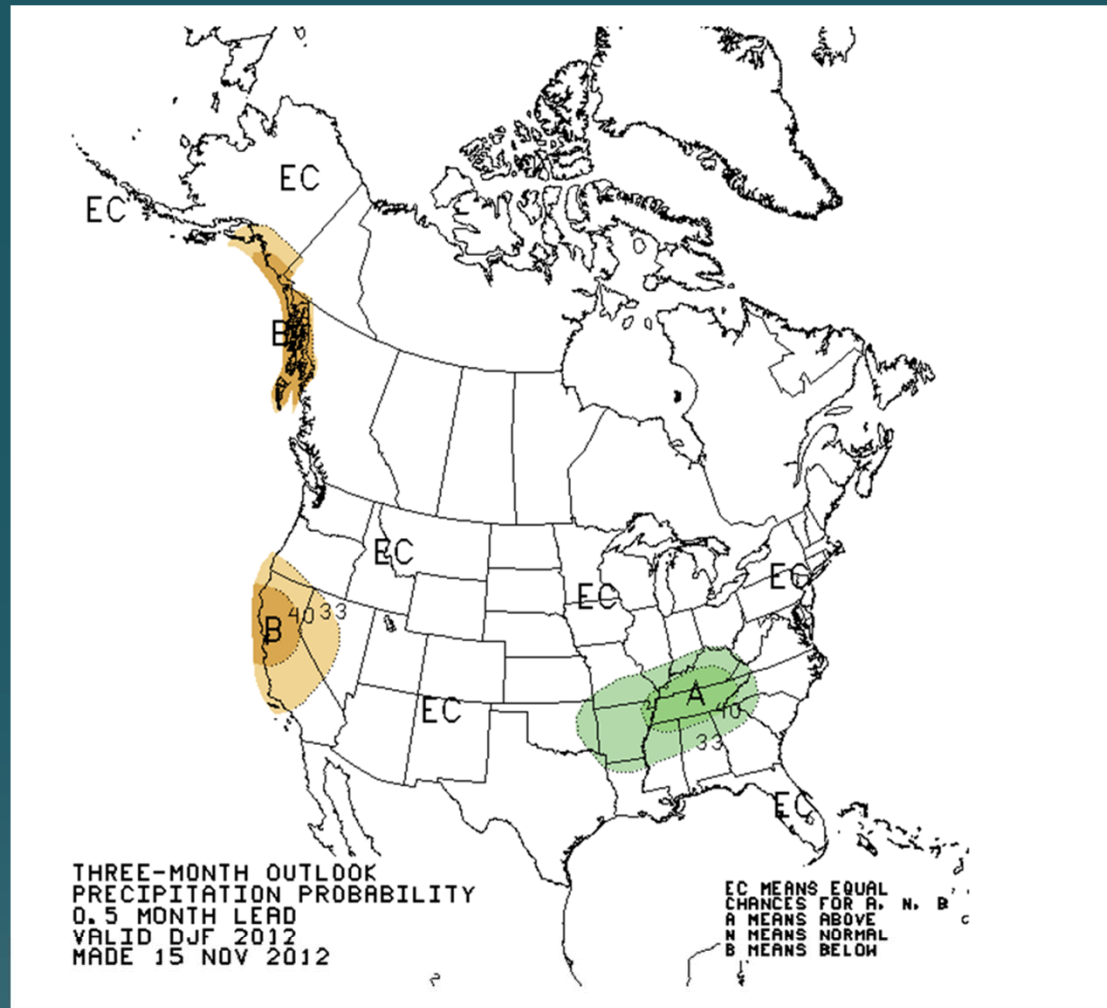 EC
EC
B
EC
EC
EC
40 33
B
A
EC
40
33
EC
THREE-MONTH OUTLOOK
PRECIPITATION PROBABILITY
0.5 MONTH LEAD
VALID DJF 2012
MADE 15 NOV 2012
EC MEANS EQUAL
CHANCES FOR A, N, B
A MEANS ABOVE
N MEANS NORMAL
B MEANS BELOW